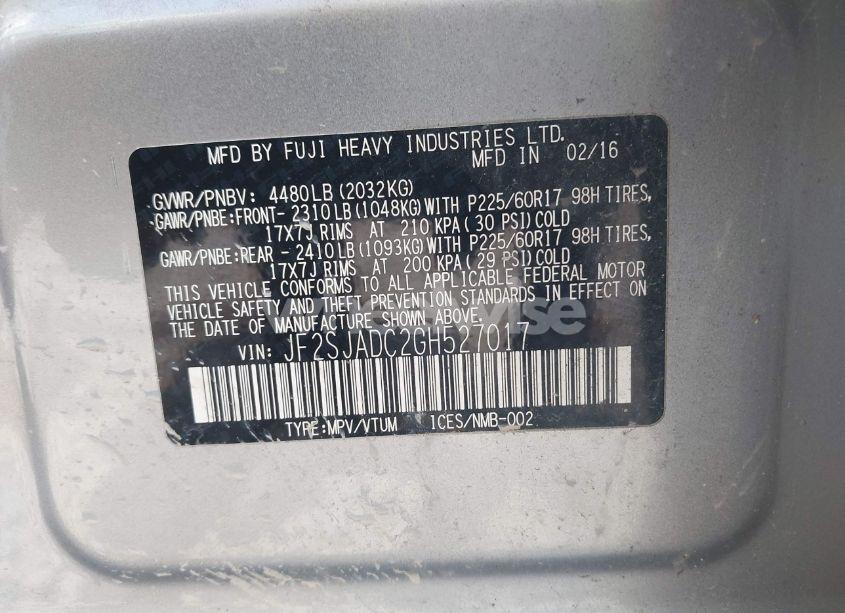 MFD BY FUJI HEAVY INDUSTRIES LTD.
MFD IN 02/16
GVWR/PNBV: 4480LB (2032KG)
GAWR/PNBE:FRONT- 2310LB (1048KG) WITH P225/60R17 98H TIRES,
17X7J RIMS AT 210 KPA ( 30 PSI) COLD
GAWR/PNBE:REAR - 2410LB (1093KG) WITH P225/60R17 98H TIRES,
17X7J RIMS AT 200 KPA ( 29 PSI) COLD
THIS VEHICLE CONFORMS TO ALL APPLICABLE FEDERAL MOTOR
VEHICLE SAFETY AND THEFT PREVENTION STANDARDS IN EFFECT ON
THE DATE OF MANUFACTURE SHOWN ABOVE.
VIN: JF2SJADC2GH527017
TYPE:MPV/VTUM ICES/NMB-002